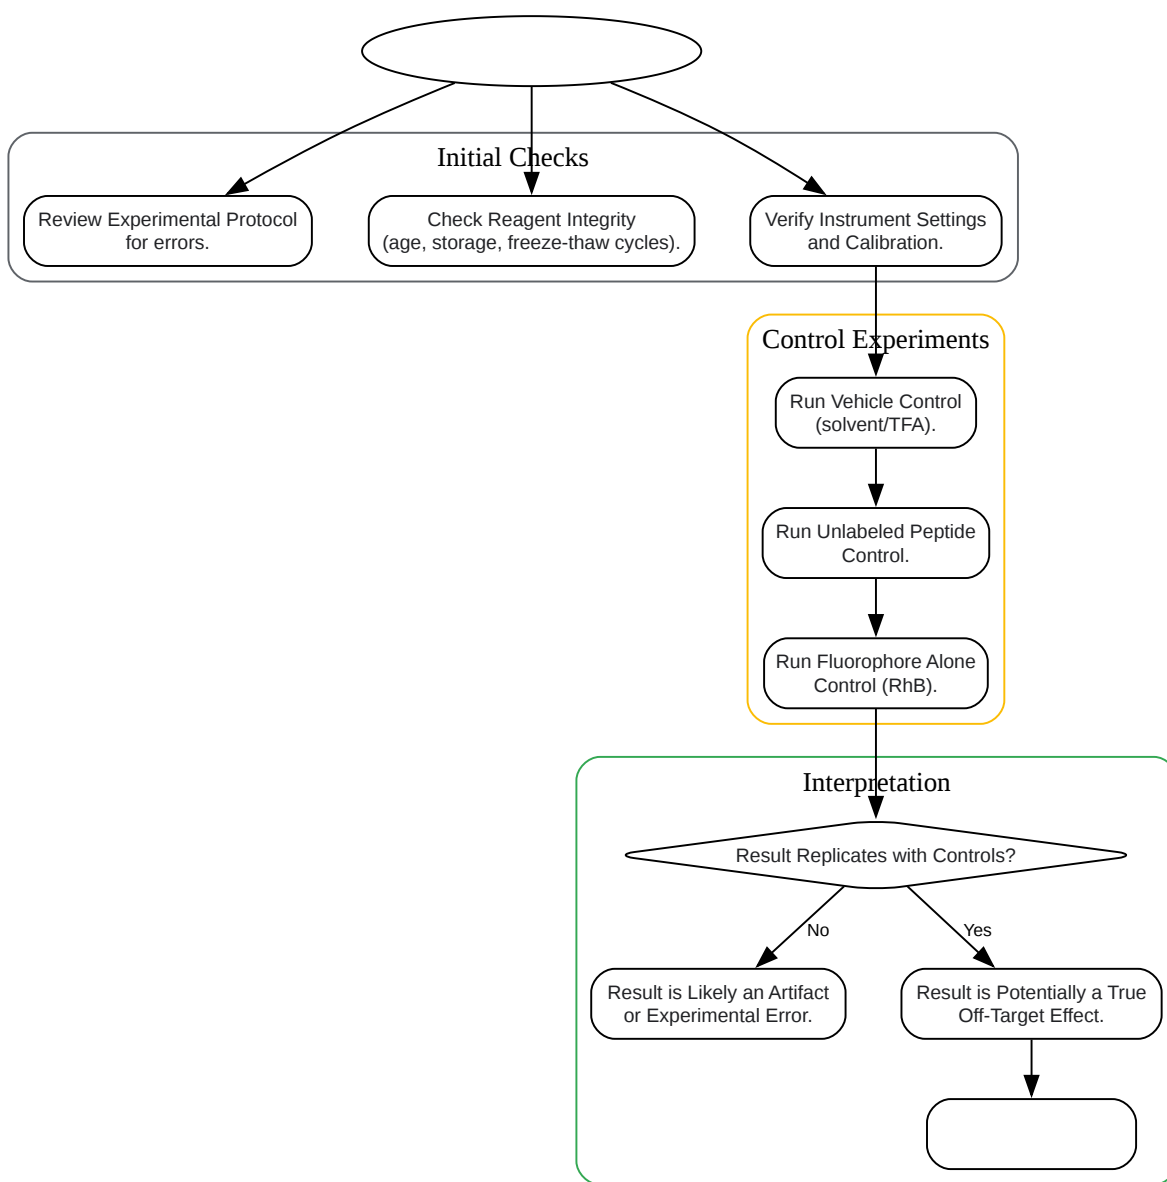 Initial Checks
Review Experimental Protocol
for errors.
Check Reagent Integrity
(age, storage, freeze-thaw cycles).
Verify Instrument Settings
and Calibration.
Control Experiments
Run Vehicle Control
(solvent/TFA).
Run Unlabeled Peptide
Control.
Run Fluorophore Alone
Control (RhB).
Interpretation
Result Replicates with Controls?
No
Yes
Result is Likely an Artifact
or Experimental Error.
Result is Potentially a True
Off-Target Effect.